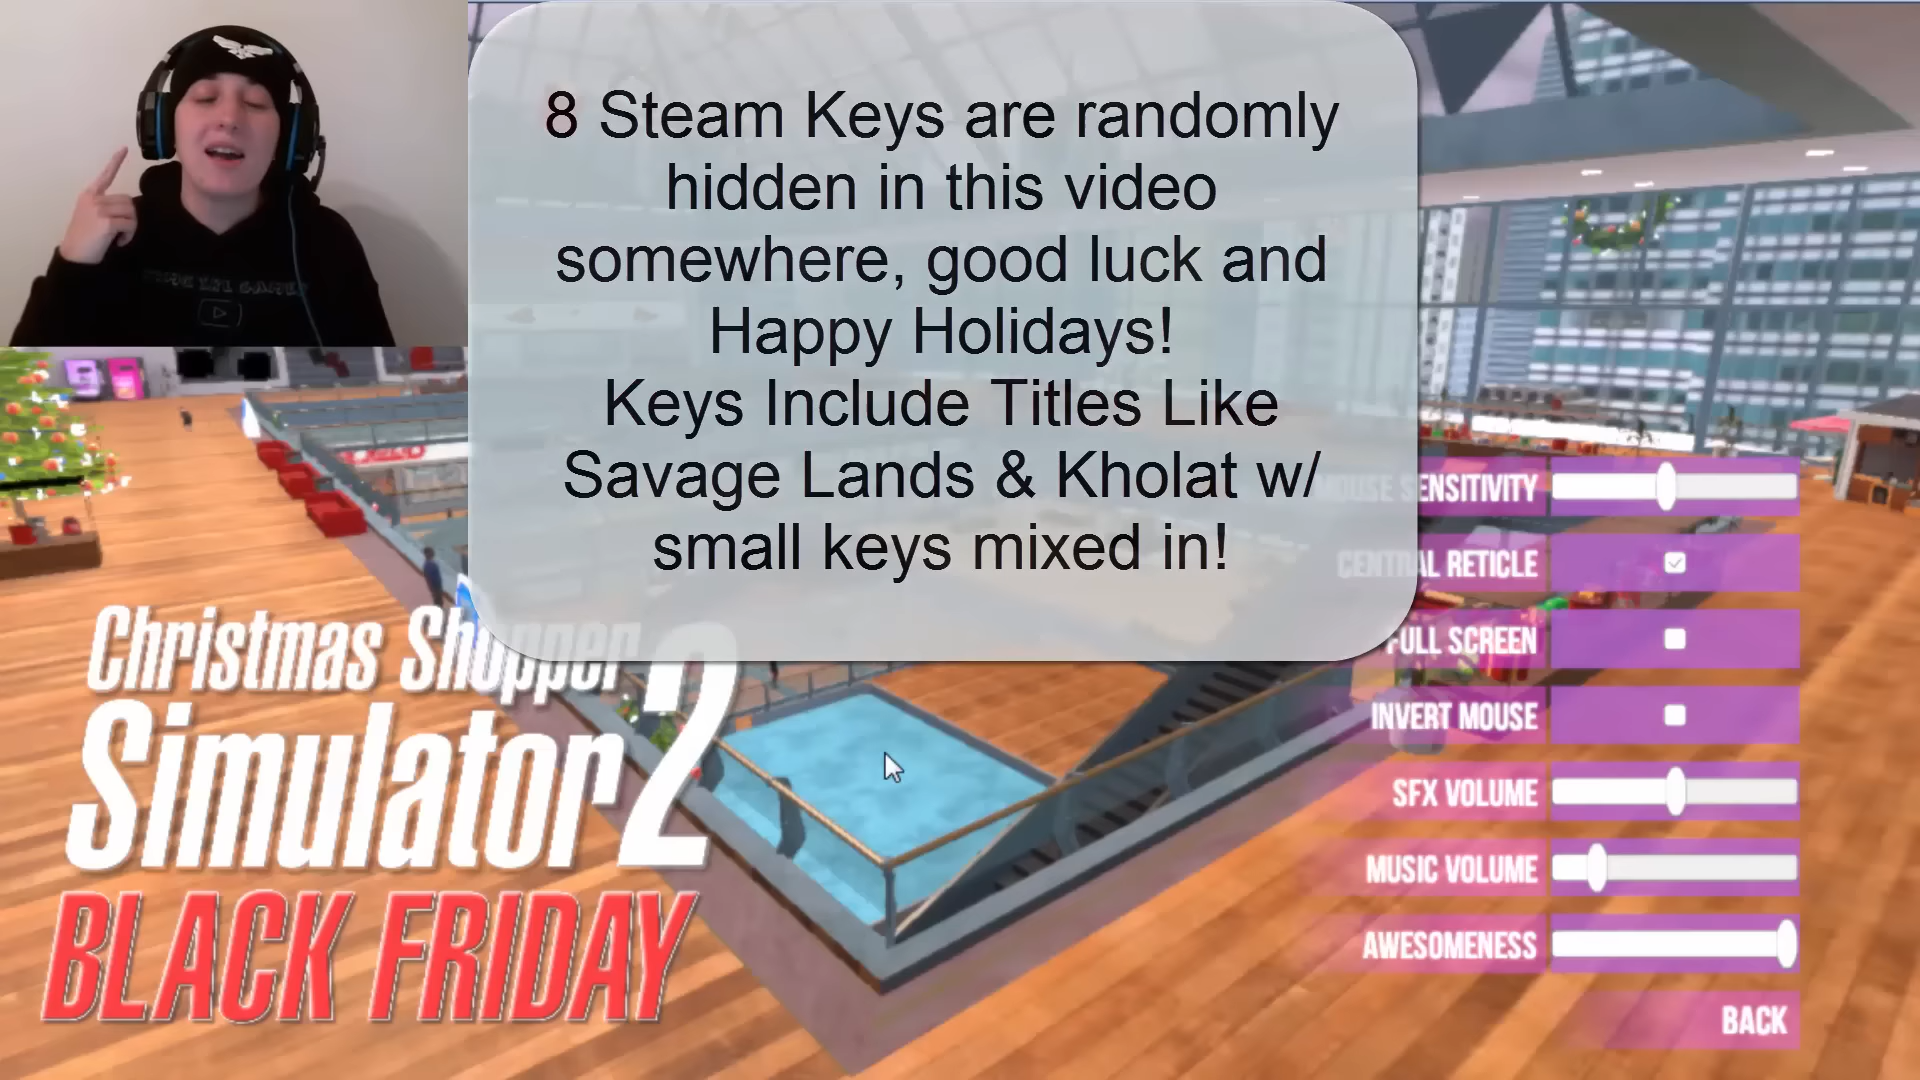 8 Steam Keys are randomly
hidden in this video
somewhere, good luck and
Happy Holidays!
Keys Include Titles Like
Savage Lands & Kholat w/
small keys mixed in!
MOUSE SENSITIVITY
CENTRAL RETICLE
FULL SCREEN
INVERT MOUSE
SFX VOLUME
MUSIC VOLUME
AWESOMENESS
BACK
Christmas Shopper
Simulator 2
BLACK FRIDAY